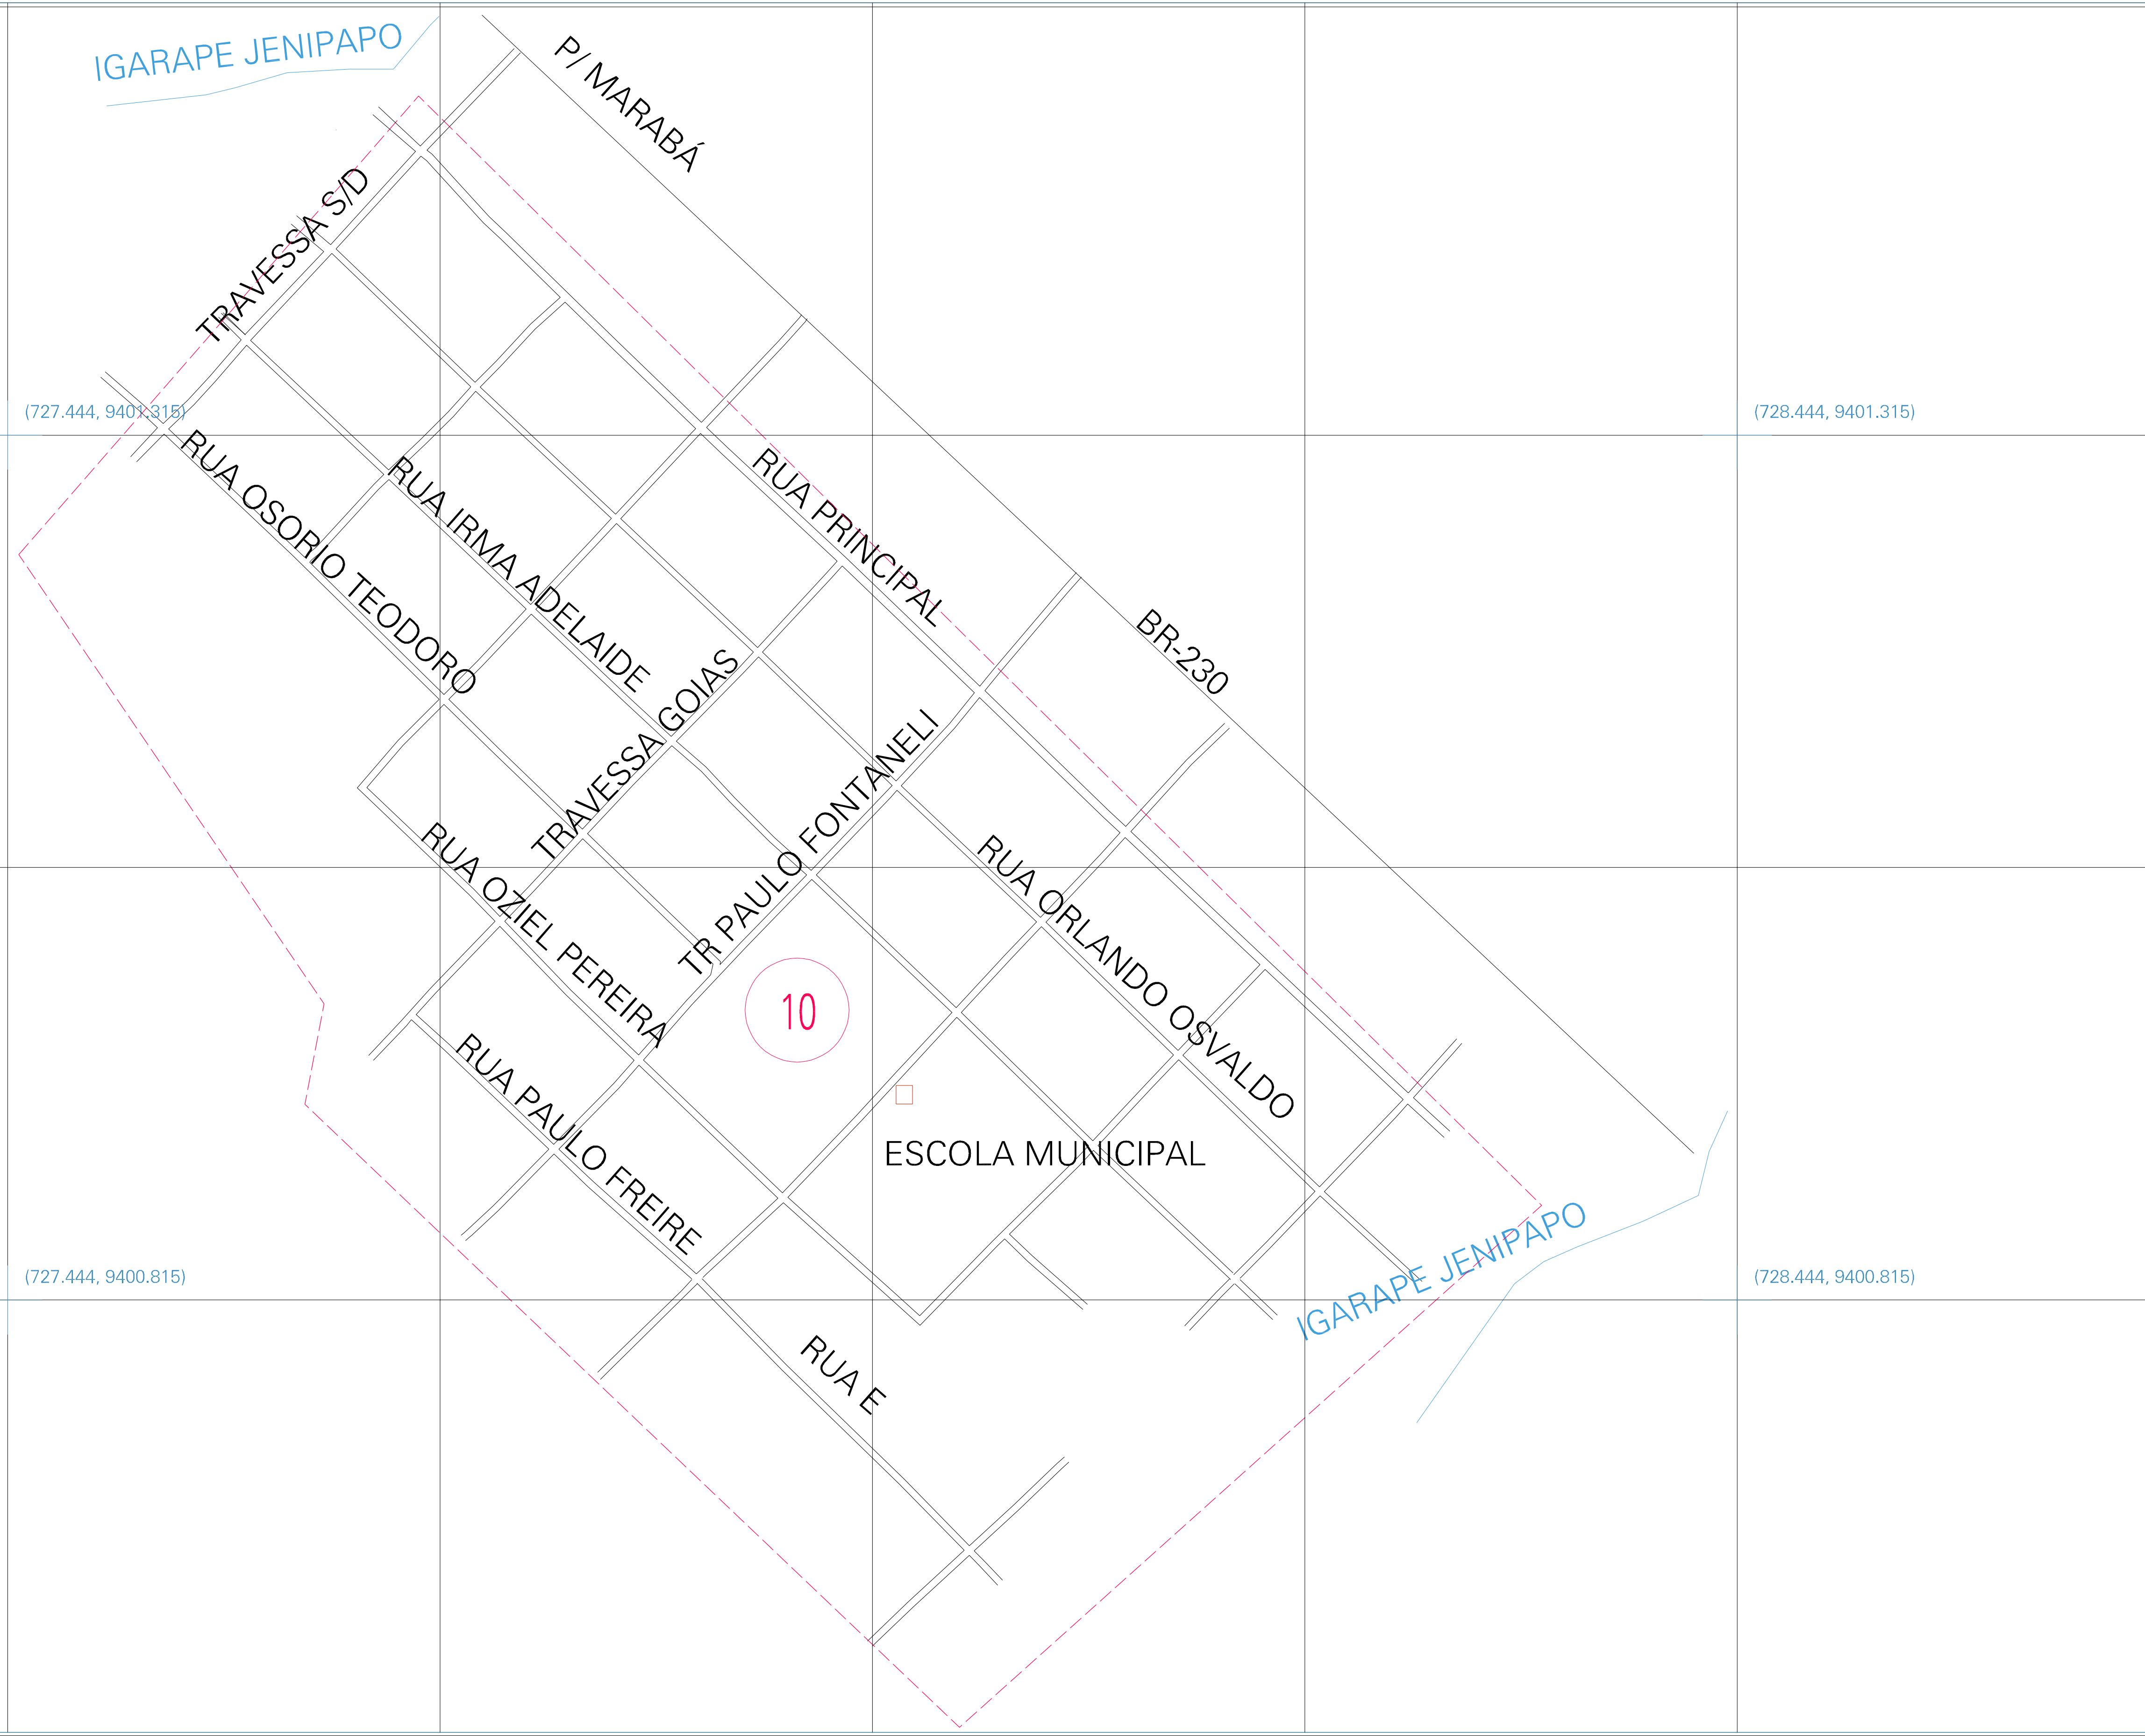 IGARAPE JENIPAPO
P/ MARABÁ
TRAVESSA S/D
(727.444, 9401.315)
(728.444, 9401.315)
RUA OSORIO TEODORO
RUA IRMA ADELAIDE
RUA PRINCIPAL
BR-230
TRAVESSA GOIAS
TR PAULO FONTANELI
RUA OZIEL PEREIRA
RUA ORLANDO OSVALDO
10
RUA PAULO FREIRE
ESCOLA MUNICIPAL
IGARAPE JENIPAPO
(727.444, 9400.815)
(728.444, 9400.815)
RUA E